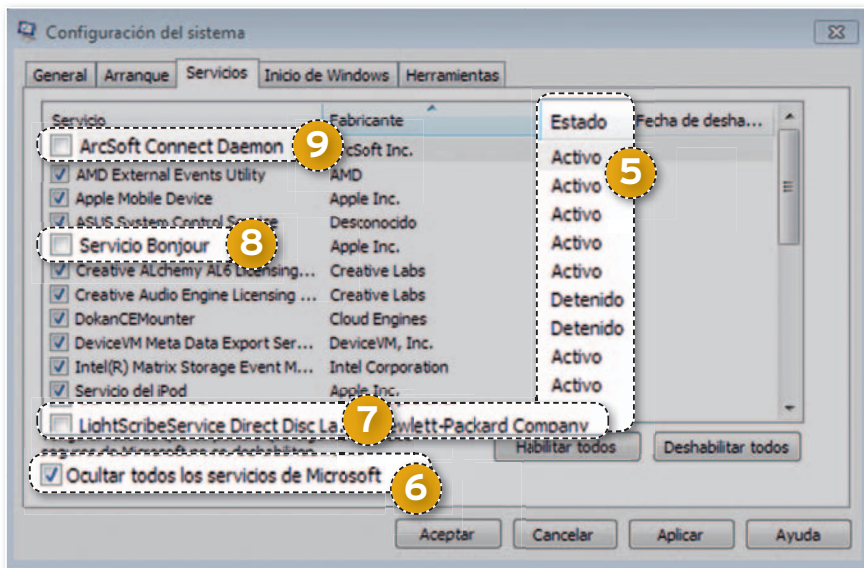 Configuración del sistema
General Arranque Servicios Inicio de Windows Herramientas
Servicio Fabricante Estado Fecha de desha...
ArcSoft Connect Daemon 9 ArcSoft Inc. Activo
5
AMD External Events Utility AMD Activo
Apple Mobile Device Apple Inc. Activo
ASUS System Control Service Desconocido Activo
Servicio Bonjour 8 Apple Inc. Activo
Creative ALchemy AL6 Licensing... Creative Labs Detenido
Creative Audio Engine Licensing ... Creative Labs Detenido
DokanCEMounter Cloud Engines Activo
DeviceVM Meta Data Export Ser... DeviceVM, Inc. Activo
Intel(R) Matrix Storage Event M... Intel Corporation
Servicio del iPod Apple Inc.
LightScribeService Direct Disc La 7 wlett-Packard Company
Habilitar todos Deshabilitar todos
Ocultar todos los servicios de Microsoft 6
Aceptar Cancelar Aplicar Ayuda